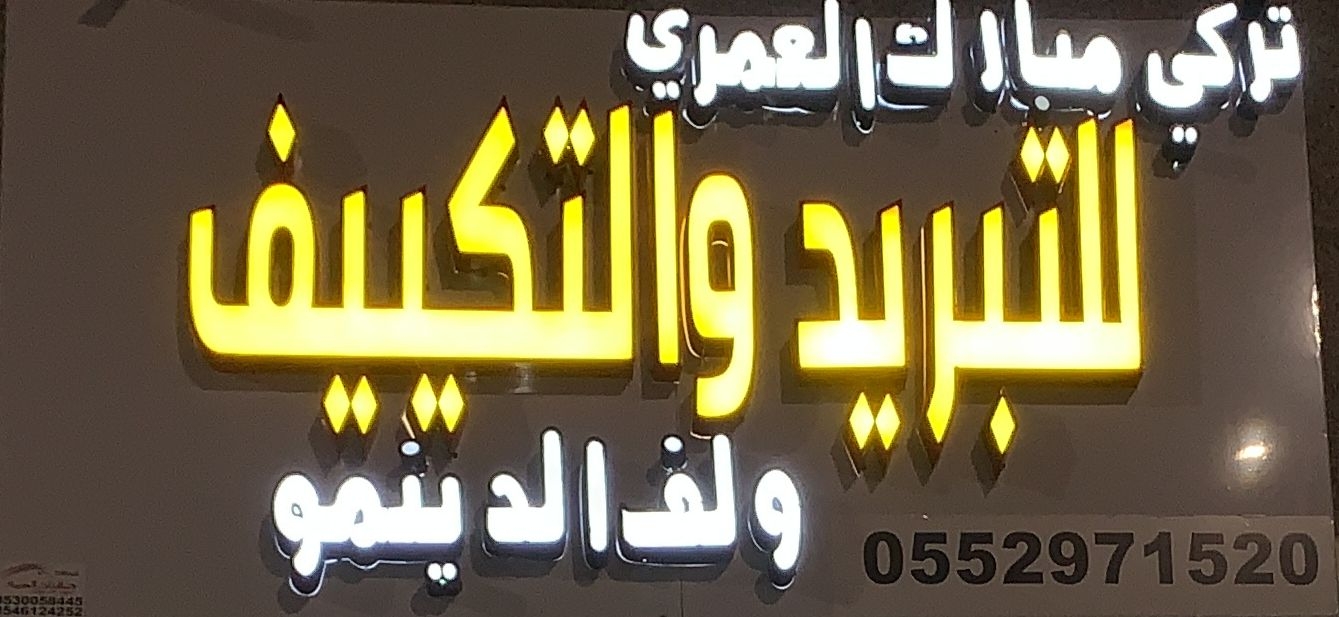 تركي مبارك العمري
للتبريد والتكييف
ولف الدينمو
0552971520